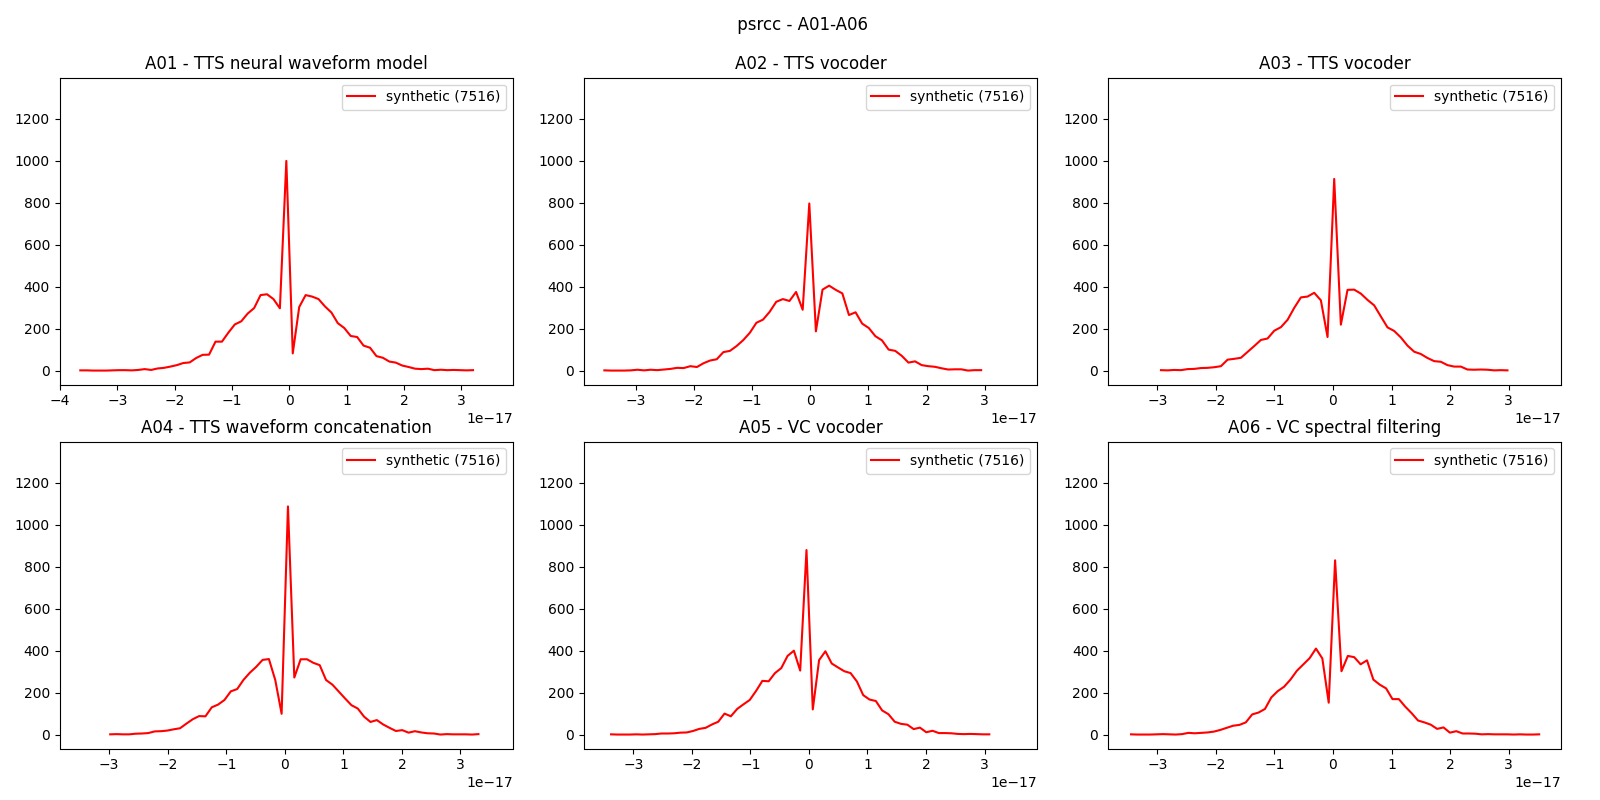 psrcc - A01-A06
A01 - TTS neural waveform model
A02 - TTS vocoder
A03 - TTS vocoder
synthetic (7516)
synthetic (7516)
synthetic (7516)
1200
1000
800
600
400
200
0
1200
1000
800
600
400
200
0
1200
1000
800
600
400
200
0
−4 −3 −2 −1 0 1 2 3
−3 −2 −1 0 1 2 3
−3 −2 −1 0 1 2 3
1e−17
1e−17
1e−17
A04 - TTS waveform concatenation
A05 - VC vocoder
A06 - VC spectral filtering
synthetic (7516)
synthetic (7516)
synthetic (7516)
1200
1000
800
600
400
200
0
1200
1000
800
600
400
200
0
1200
1000
800
600
400
200
0
−3 −2 −1 0 1 2 3
−3 −2 −1 0 1 2 3
−3 −2 −1 0 1 2 3
1e−17
1e−17
1e−17